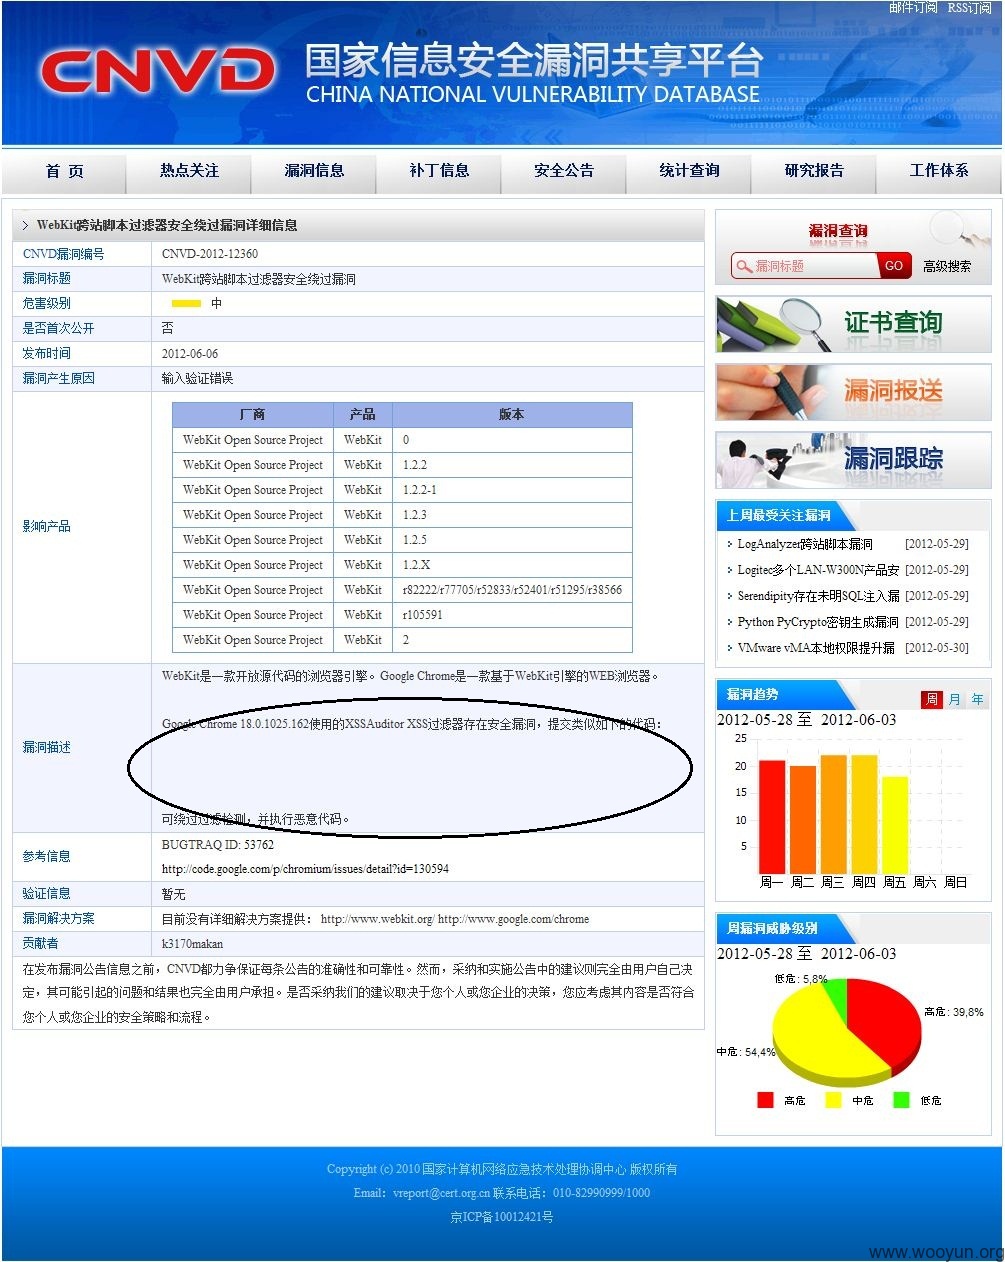 邮件订阅 RSS订阅
CNVD 国家信息安全漏洞共享平台
CHINA NATIONAL VULNERABILITY DATABASE
首 页 热点关注 漏洞信息 补丁信息 安全公告 统计查询 研究报告 工作体系
WebKit跨站脚本过滤器安全绕过漏洞详细信息
CNVD漏洞编号 CNVD-2012-12360
漏洞标题 WebKit跨站脚本过滤器安全绕过漏洞
危害级别 中
是否首次公开 否
发布时间 2012-06-06
漏洞产生原因 输入验证错误
影响产品
厂商 产品 版本
WebKit Open Source Project WebKit 0
WebKit Open Source Project WebKit 1.2.2
WebKit Open Source Project WebKit 1.2.2-1
WebKit Open Source Project WebKit 1.2.3
WebKit Open Source Project WebKit 1.2.5
WebKit Open Source Project WebKit 1.2.X
WebKit Open Source Project WebKit r82222/r77705/r52833/r52401/r51295/r38566
WebKit Open Source Project WebKit r105591
WebKit Open Source Project WebKit 2
漏洞描述
WebKit是一款开放源代码的浏览器引擎。Google Chrome是一款基于WebKit引擎的WEB浏览器。
Google Chrome 18.0.1025.162使用的XSSAuditor XSS过滤器存在安全漏洞，提交类似如下的代码：
可绕过过滤检测，并执行恶意代码。
参考信息
BUGTRAQ ID: 53762
http://code.google.com/p/chromium/issues/detail?id=130594
验证信息 暂无
漏洞解决方案 目前没有详细解决方案提供： http://www.webkit.org/ http://www.google.com/chrome
贡献者 k3170makan
在发布漏洞公告信息之前，CNVD都力争保证每条公告的准确性和可靠性。然而，采纳和实施公告中的建议则完全由用户自己决
定，其可能引起的问题和结果也完全由用户承担。是否采纳我们的建议取决于您个人或您企业的决策，您应考虑其内容是否符合
您个人或您企业的安全策略和流程。
漏洞查询
漏洞标题 GO 高级搜索
证书查询
漏洞报送
漏洞跟踪
上周最受关注漏洞
LogAnalyzer跨站脚本漏洞 [2012-05-29]
Logitec多个LAN-W300N产品安 [2012-05-29]
Serendipity存在未明SQL注入漏 [2012-05-29]
Python PyCrypto密钥生成漏洞 [2012-05-29]
VMware vMA本地权限提升漏 [2012-05-30]
漏洞趋势 周 月 年
2012-05-28 至 2012-06-03
25
20
15
10
5
周一 周二 周三 周四 周五 周六 周日
周漏洞威胁级别
2012-05-28 至 2012-06-03
低危: 5,8%
高危: 39,8%
中危: 54,4%
高危 中危 低危
Copyright (c) 2010 国家计算机网络应急技术处理协调中心 版权所有
Email：vreport@cert.org.cn 联系电话：010-82990999/1000
京ICP备10012421号
www.wooyun.org